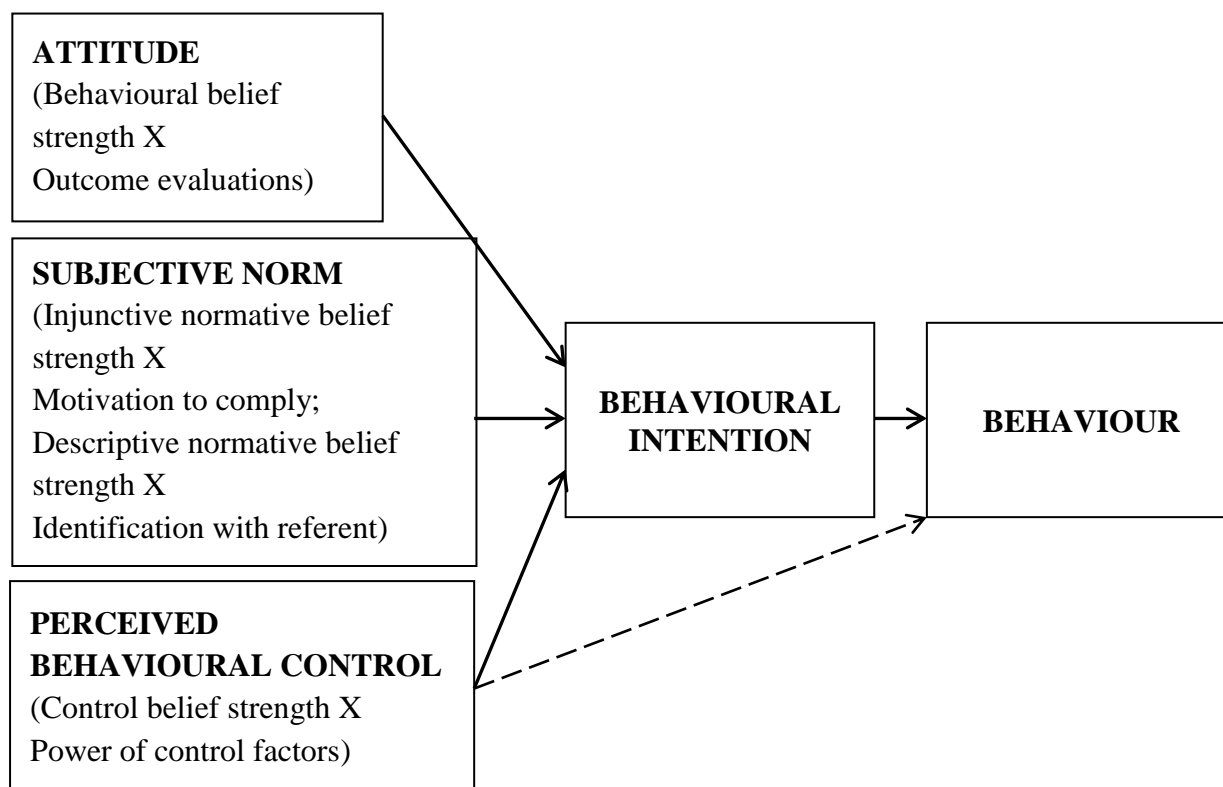 ATTITUDE
(Behavioural belief
strength X
Outcome evaluations)
SUBJECTIVE NORM
(Injunctive normative belief
strength X
Motivation to comply;
Descriptive normative belief
strength X
Identification with referent)
PERCEIVED
BEHAVIOURAL CONTROL
(Control belief strength X
Power of control factors)
BEHAVIOURAL
INTENTION
BEHAVIOUR